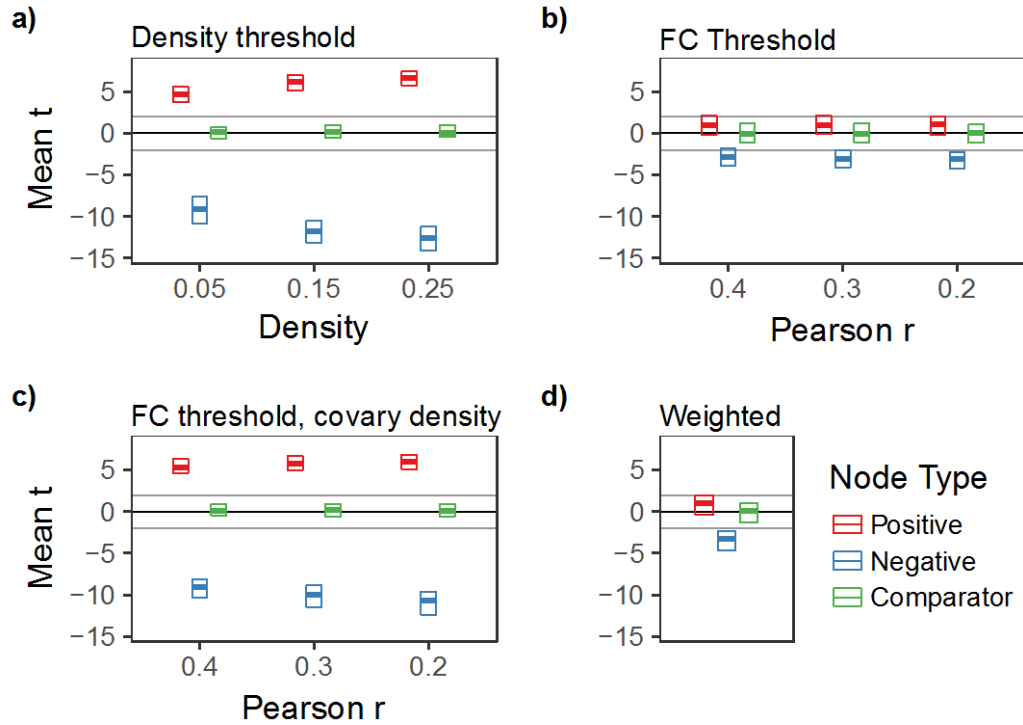 a)
Density threshold
Mean t
5
0
−5
−10
−15
0.05 0.15 0.25
Density
b)
FC Threshold
5
0
−5
−10
−15
0.4 0.3 0.2
Pearson r
c)
FC threshold, covary density
Mean t
5
0
−5
−10
−15
0.4 0.3 0.2
Pearson r
d)
Weighted
5
0
−5
−10
−15
Node Type
Positive
Negative
Comparator